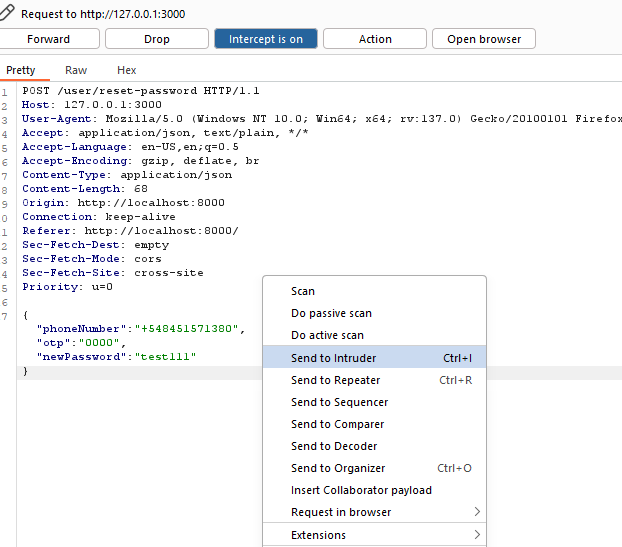 Request to http://127.0.0.1:3000
Forward Drop Intercept is on Action Open browser
Pretty Raw Hex
1 POST /user/reset-password HTTP/1.1
2 Host: 127.0.0.1:3000
3 User-Agent: Mozilla/5.0 (Windows NT 10.0; Win64; x64; rv:137.0) Gecko/20100101 Firefox
4 Accept: application/json, text/plain, */*
5 Accept-Language: en-US,en;q=0.5
6 Accept-Encoding: gzip, deflate, br
7 Content-Type: application/json
8 Content-Length: 68
9 Origin: http://localhost:8000
0 Connection: keep-alive
1 Referer: http://localhost:8000/
2 Sec-Fetch-Dest: empty
3 Sec-Fetch-Mode: cors
4 Sec-Fetch-Site: cross-site
5 Priority: u=0
6
7 {
"phoneNumber":"+548451571380",
"otp":"0000",
"newPassword":"test111"
}
Scan
Do passive scan
Do active scan
Send to Intruder Ctrl+I
Send to Repeater Ctrl+R
Send to Sequencer
Send to Comparer
Send to Decoder
Send to Organizer Ctrl+O
Insert Collaborator payload
Request in browser
Extensions